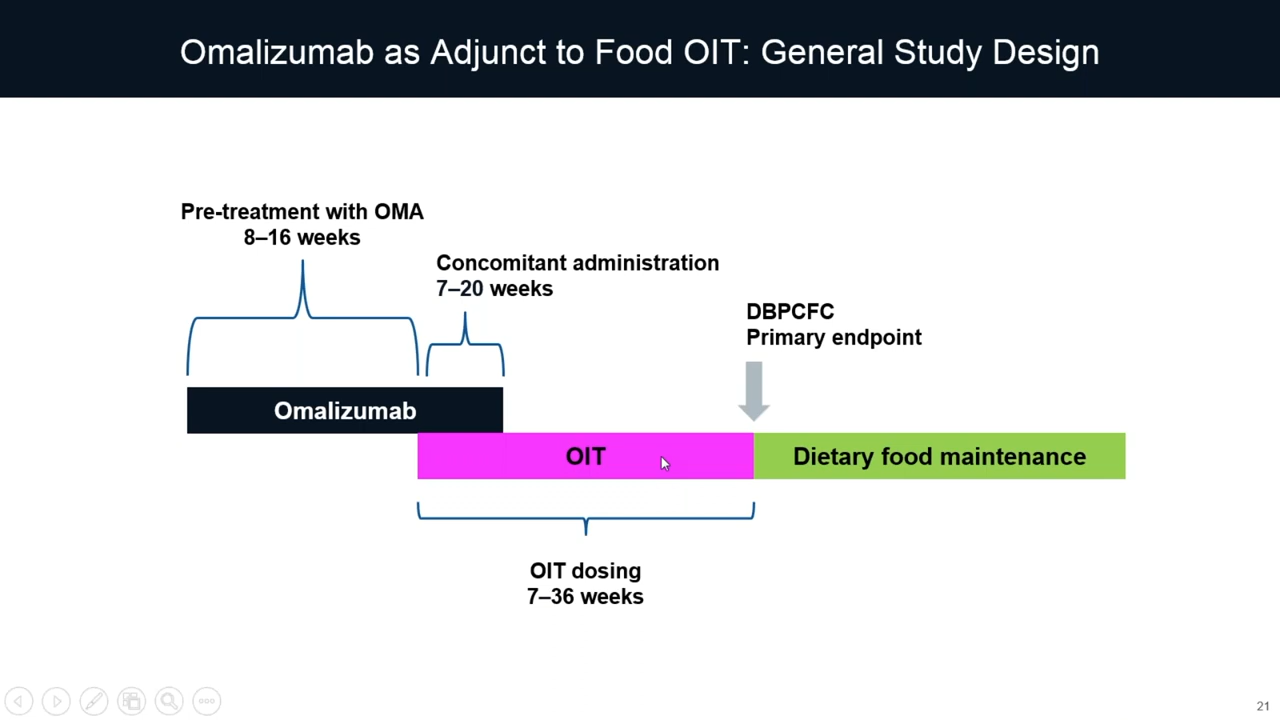 Omalizumab as Adjunct to Food OIT: General Study Design
Pre-treatment with OMA
8–16 weeks
Concomitant administration
7–20 weeks
DBPCFC
Primary endpoint
Omalizumab
OIT
Dietary food maintenance
OIT dosing
7–36 weeks
21